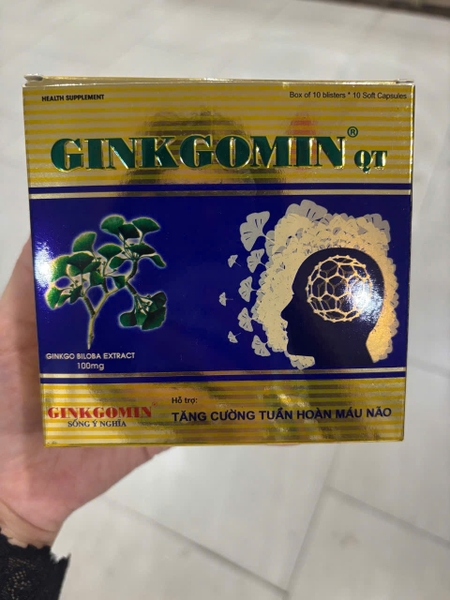 HEALTH SUPPLEMENT
Box of 10 blisters * 10 Soft Capsules
GINKGOMIN® QT
GINKGO BILOBA EXTRACT
100mg
Hỗ trợ:
TĂNG CƯỜNG TUẦN HOÀN MÁU NÃO
GINKGOMIN®
SỐNG Ý NGHĨA